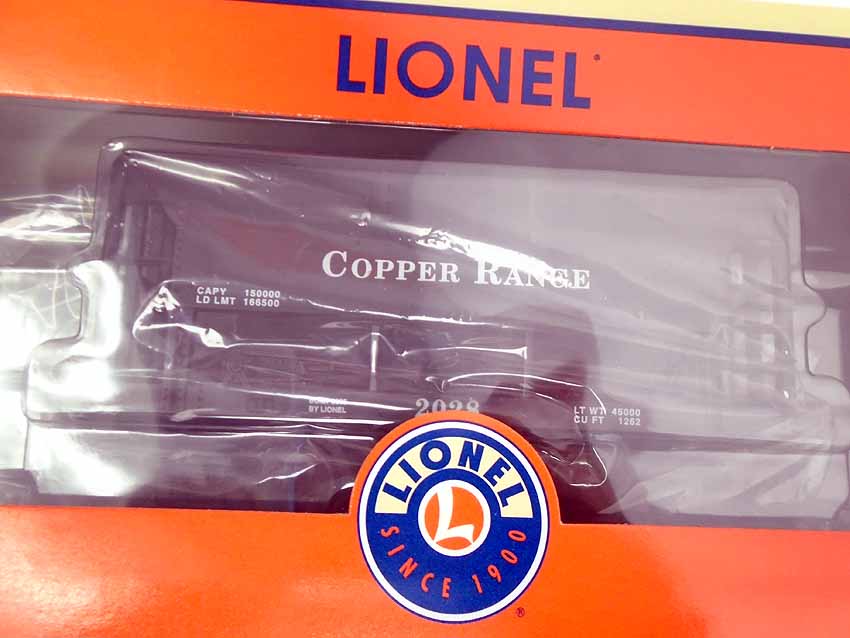 LIONEL
COPPER RANGE
CAPY 150000
LD LMT 166500
BY LIONEL
2028
LT WT 45000
CU FT 1262
LIONEL
L
SINCE 1900
®